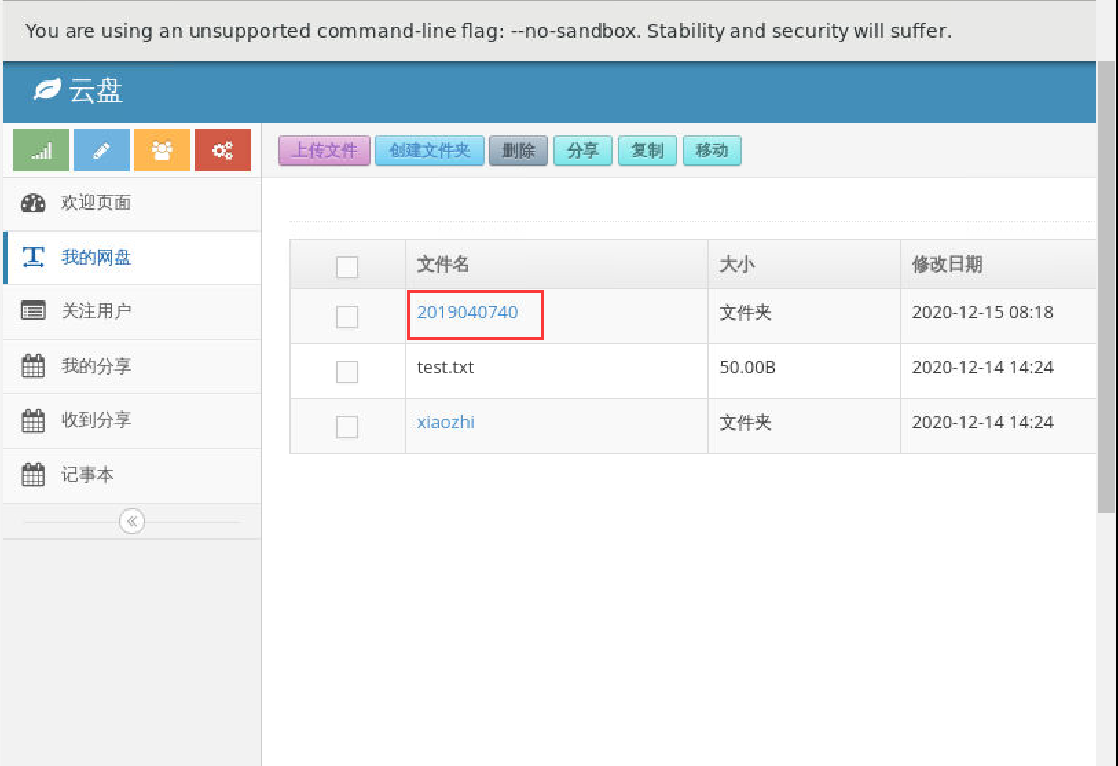 You are using an unsupported command-line flag: --no-sandbox. Stability and security will suffer.
云盘
上传文件 创建文件夹 删除 分享 复制 移动
欢迎页面
我的网盘
关注用户
我的分享
收到分享
记事本
文件名 大小 修改日期
2019040740 文件夹 2020-12-15 08:18
test.txt 50.00B 2020-12-14 14:24
xiaozhi 文件夹 2020-12-14 14:24